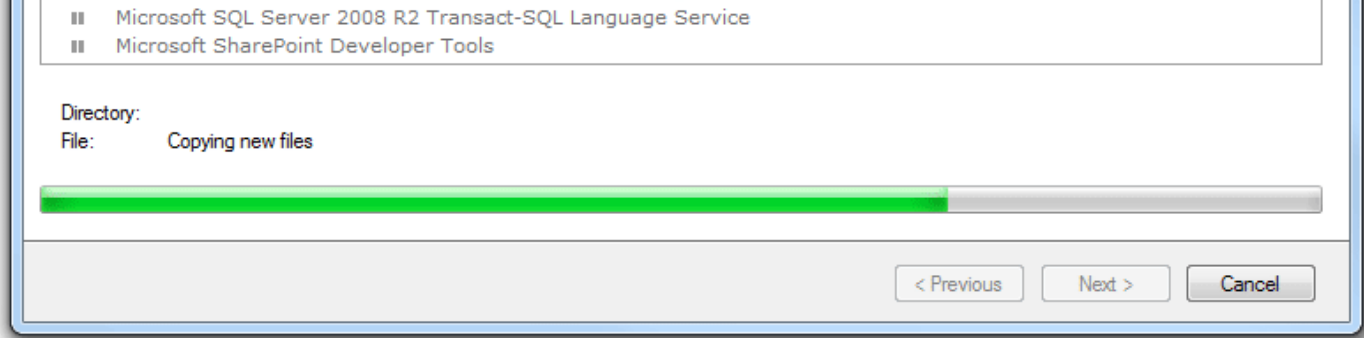 Microsoft SQL Server 2008 R2 Transact-SQL Language Service
Microsoft SharePoint Developer Tools
Directory:
File: Copying new files
< Previous Next > Cancel